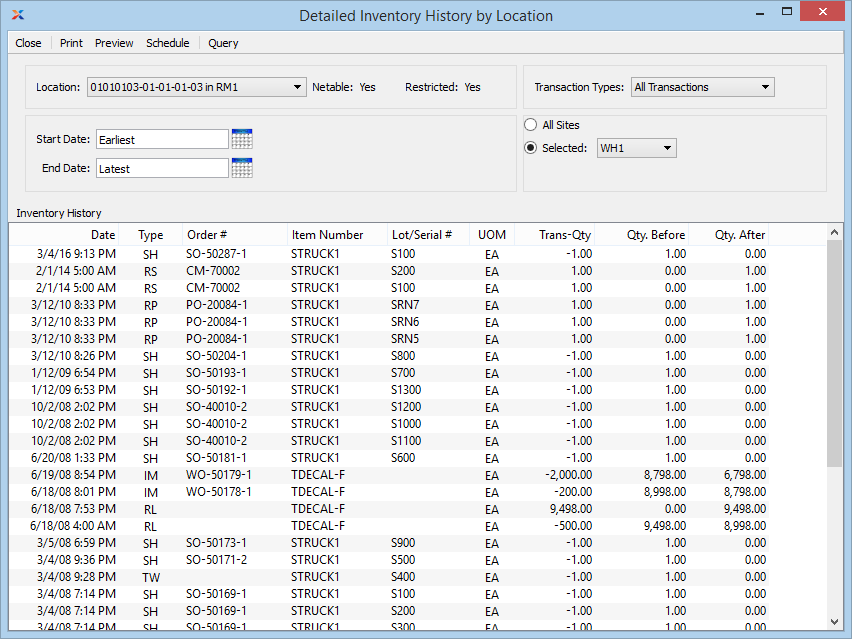 Detailed Inventory History by Location
Close Print Preview Schedule Query
Location: 01010103-01-01-01-03 in RM1 Netable: Yes Restricted: Yes Transaction Types: All Transactions
Start Date: Earliest
End Date: Latest
All Sites
Selected: WH1
Inventory History
Date Type Order # Item Number Lot/Serial # UOM Trans-Qty Qty. Before Qty. After
3/4/16 9:13 PM SH SO-50287-1 STRUCK1 S100 EA -1.00 1.00 0.00
2/1/14 5:00 AM RS CM-70002 STRUCK1 S200 EA 1.00 0.00 1.00
2/1/14 5:00 AM RS CM-70002 STRUCK1 S100 EA 1.00 0.00 1.00
3/12/10 8:33 PM RP PO-20084-1 STRUCK1 SRN7 EA 1.00 0.00 1.00
3/12/10 8:33 PM RP PO-20084-1 STRUCK1 SRN6 EA 1.00 0.00 1.00
3/12/10 8:33 PM RP PO-20084-1 STRUCK1 SRN5 EA 1.00 0.00 1.00
3/12/10 8:26 PM SH SO-50204-1 STRUCK1 S800 EA -1.00 1.00 0.00
1/12/09 6:54 PM SH SO-50193-1 STRUCK1 S700 EA -1.00 1.00 0.00
1/12/09 6:53 PM SH SO-50192-1 STRUCK1 S1300 EA -1.00 1.00 0.00
10/2/08 2:02 PM SH SO-40010-2 STRUCK1 S1200 EA -1.00 1.00 0.00
10/2/08 2:02 PM SH SO-40010-2 STRUCK1 S1000 EA -1.00 1.00 0.00
10/2/08 2:02 PM SH SO-40010-2 STRUCK1 S1100 EA -1.00 1.00 0.00
6/20/08 1:33 PM SH SO-50181-1 STRUCK1 S600 EA -1.00 1.00 0.00
6/19/08 8:54 PM IM WO-50179-1 TDECAL-F EA -2,000.00 8,798.00 6,798.00
6/18/08 8:01 PM IM WO-50178-1 TDECAL-F EA -200.00 8,998.00 8,798.00
6/18/08 7:53 PM RL TDECAL-F EA 9,498.00 0.00 9,498.00
6/18/08 4:00 AM RL TDECAL-F EA -500.00 9,498.00 8,998.00
3/5/08 6:59 PM SH SO-50173-1 STRUCK1 S900 EA -1.00 1.00 0.00
3/4/08 9:36 PM SH SO-50171-2 STRUCK1 S500 EA -1.00 1.00 0.00
3/4/08 9:28 PM TW STRUCK1 S400 EA -1.00 1.00 0.00
3/4/08 7:14 PM SH SO-50169-1 STRUCK1 S100 EA -1.00 1.00 0.00
3/4/08 7:14 PM SH SO-50169-1 STRUCK1 S200 EA -1.00 1.00 0.00
3/4/08 7:14 PM SH SO-50169-1 STRUCK1 S300 EA -1.00 1.00 0.00